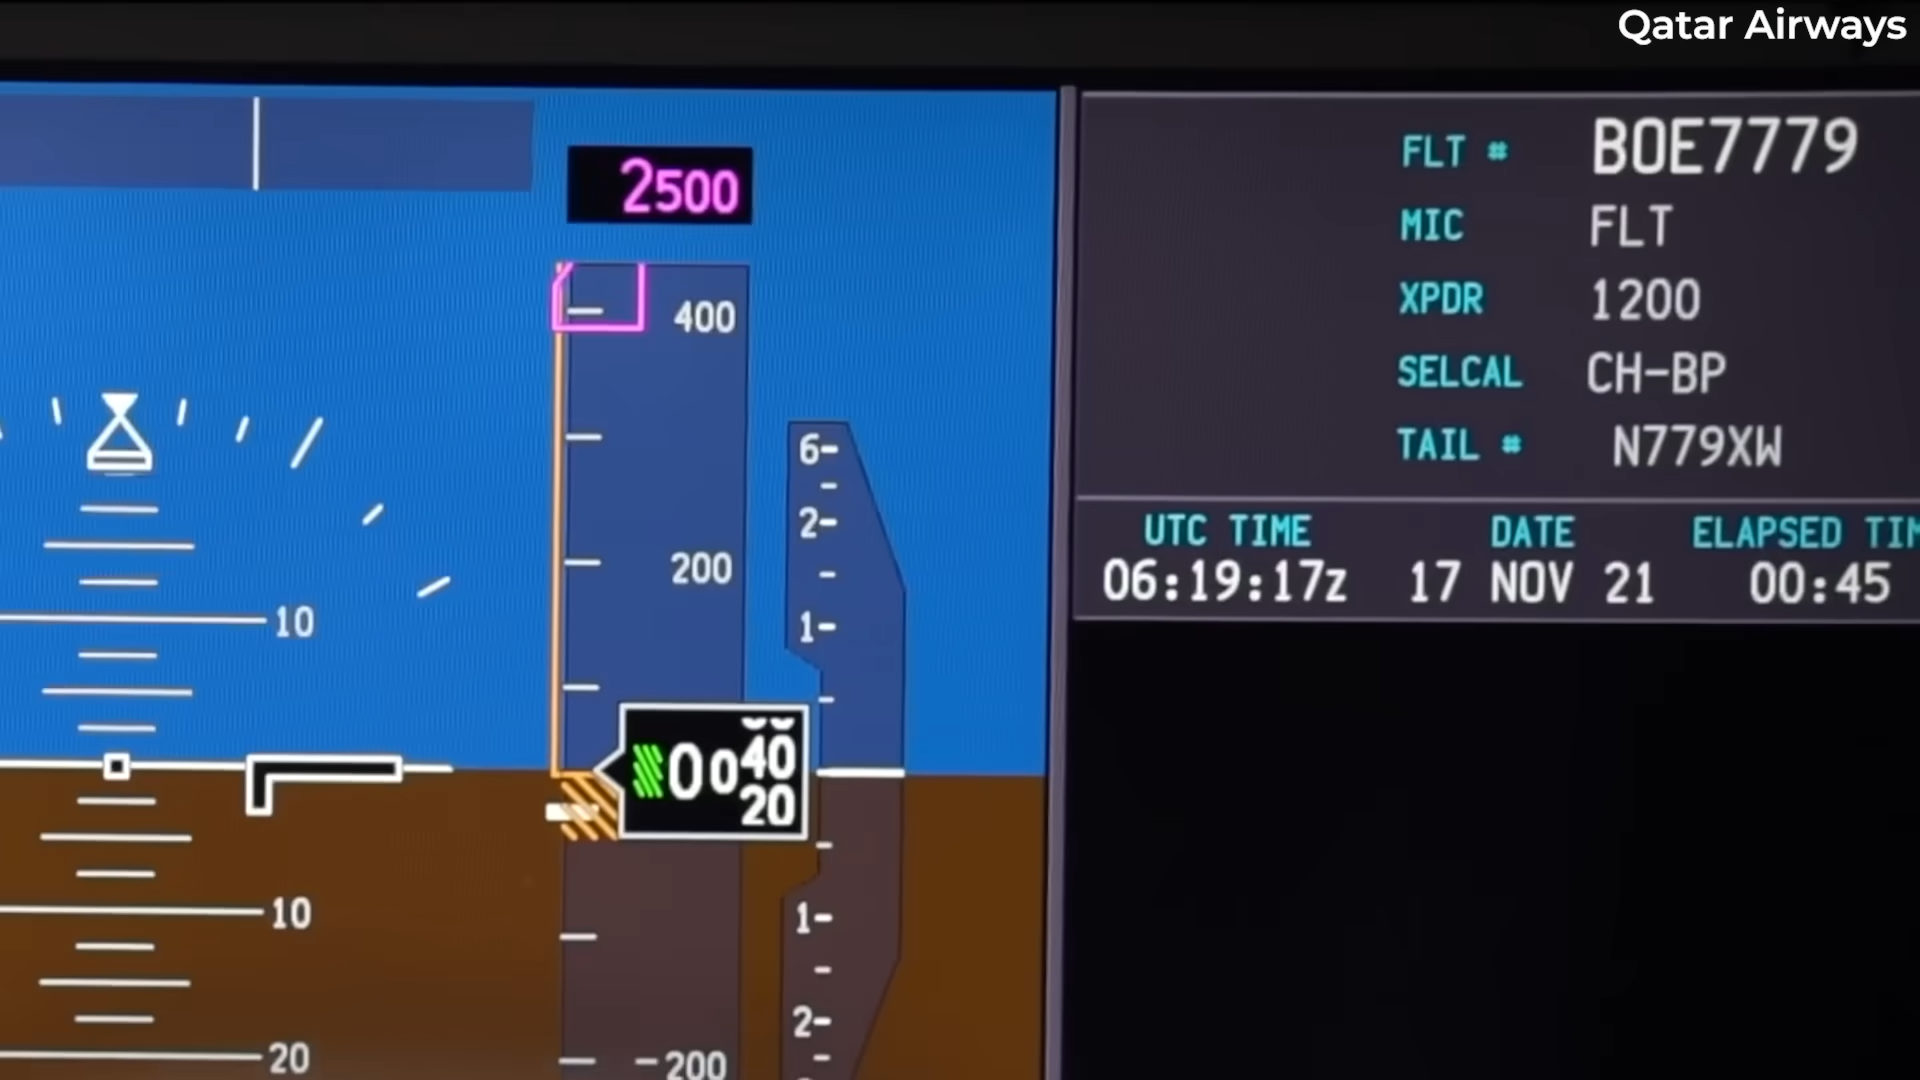 Qatar Airways
2500
400
200
-200
6-
2-
1-
1-
2-
10
10
20
00
40
20
FLT # BOE7779
MIC FLT
XPDR 1200
SELCAL CH-BP
TAIL # N779XW
UTC TIME DATE ELAPSED TIM
06:19:17z 17 NOV 21 00:45